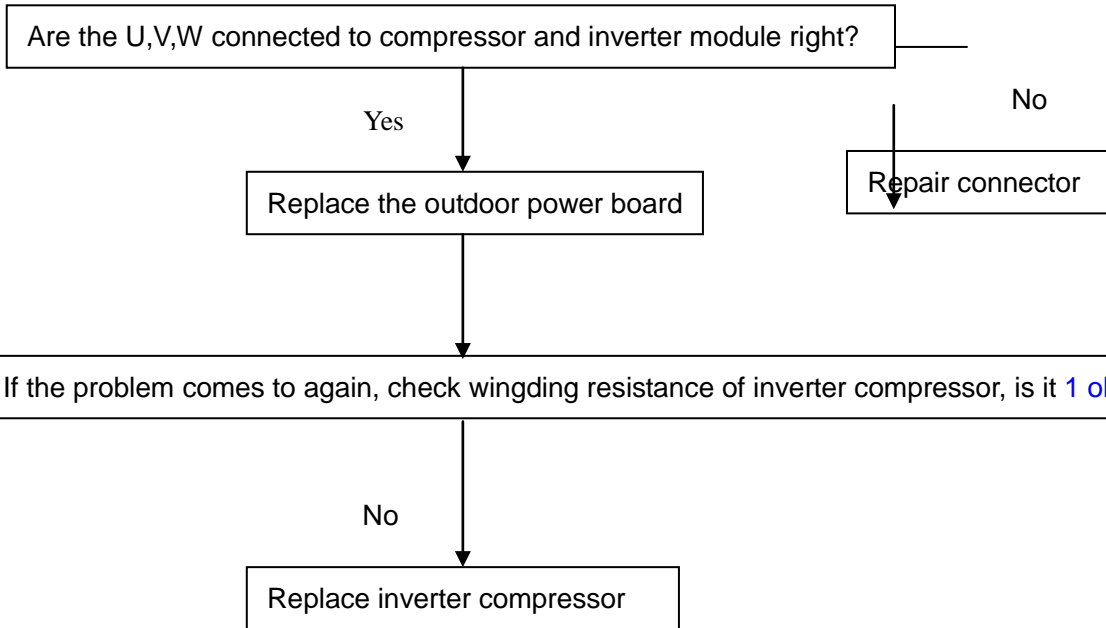 Are the U,V,W connected to compressor and inverter module right?
No
Yes
Repair connector
Replace the outdoor power board
If the problem comes to again, check wingding resistance of inverter compressor, is it 1
No
Replace inverter compressor